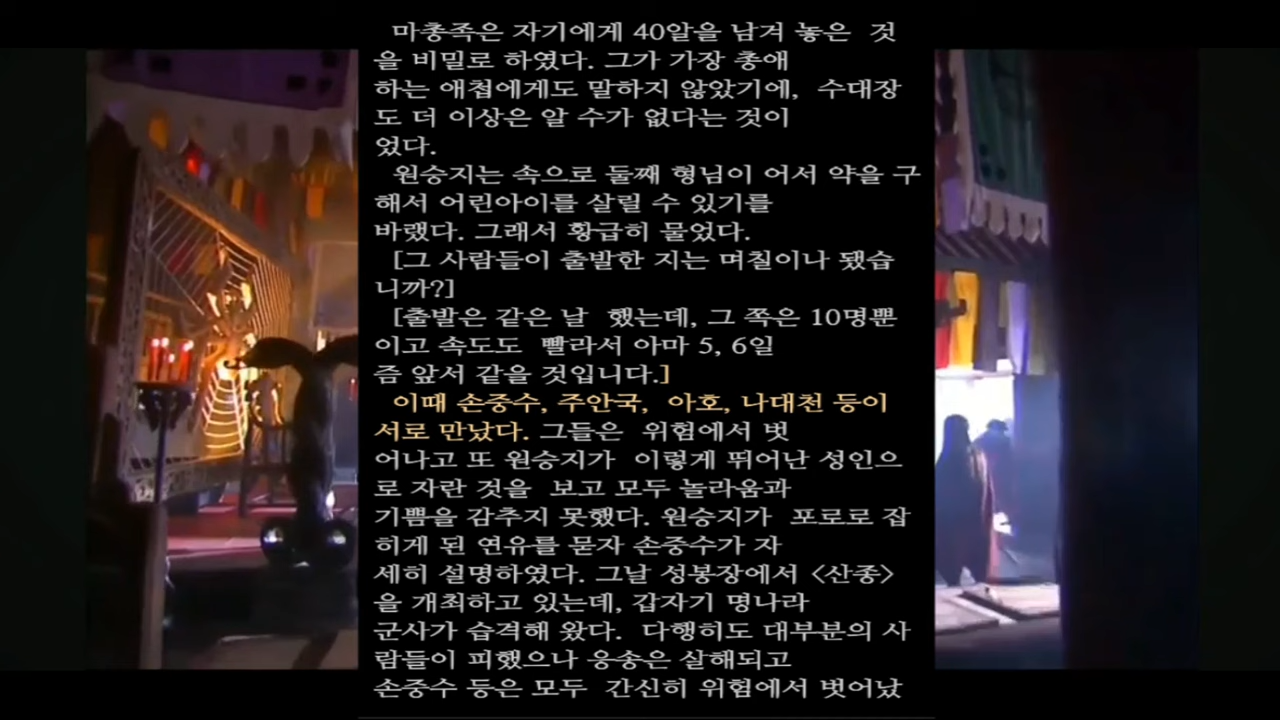 마총족은 자기에게 40알을 남겨 놓은 것
을 비밀로 하였다. 그가 가장 총애
하는 애첩에게도 말하지 않았기에, 수대장
도 더 이상은 알 수가 없다는 것이
었다.
원승지는 속으로 둘째 형님이 어서 약을 구
해서 어린아이를 살릴 수 있기를
바랬다. 그래서 황급히 물었다.
[그 사람들이 출발한 지는 며칠이나 됐습
니까?]
[출발은 같은 날 했는데, 그 쪽은 10명뿐
이고 속도도 빨라서 아마 5, 6일
즘 앞서 같을 것입니다.]
이때 손중수, 주안국, 아호, 나대천 등이
서로 만났다. 그들은 위험에서 벗
어나고 또 원승지가 이렇게 뛰어난 성인으
로 자란 것을 보고 모두 놀라움과
기쁨을 감추지 못했다. 원승지가 포로로 잡
히게 된 연유를 묻자 손중수가 자
세히 설명하였다. 그날 성봉장에서 〈산종〉
을 개최하고 있는데, 갑자기 명나라
군사가 습격해 왔다. 다행히도 대부분의 사
람들이 피했으나 응송은 살해되고
손중수 등은 모두 간신히 위험에서 벗어났